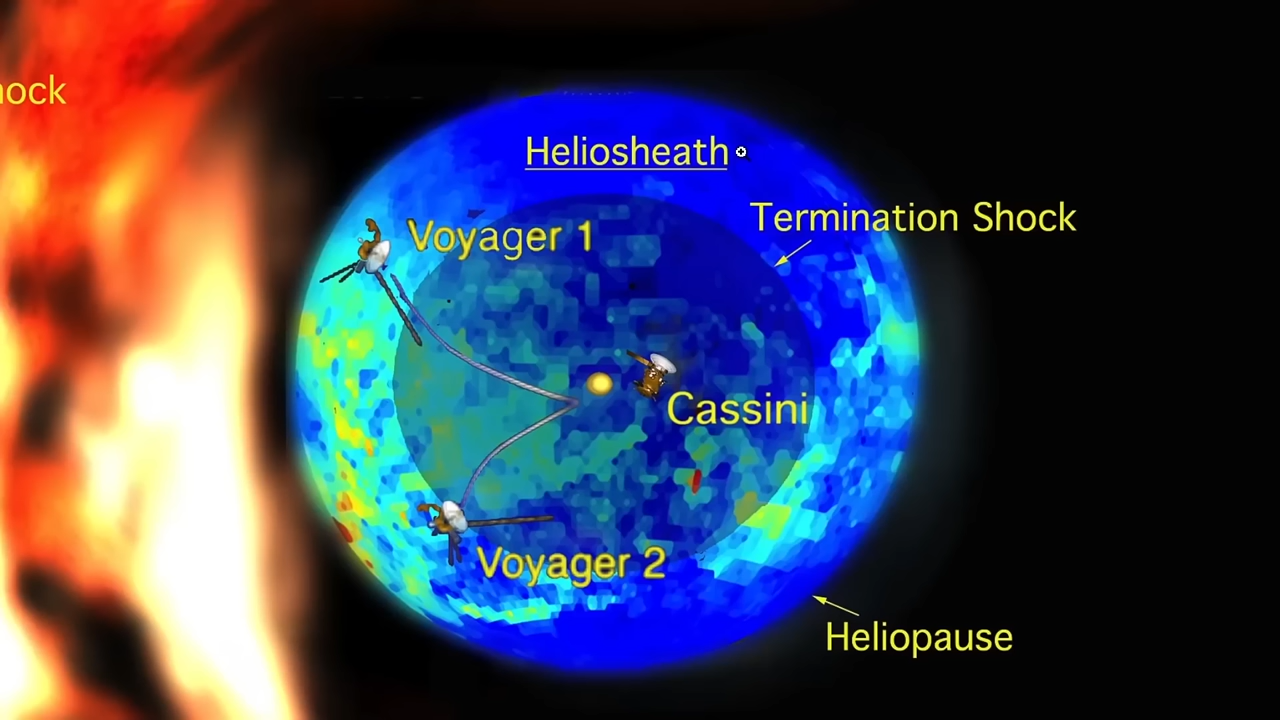 Heliosheath
Termination Shock
Voyager 1
Cassini
Voyager 2
Heliopause